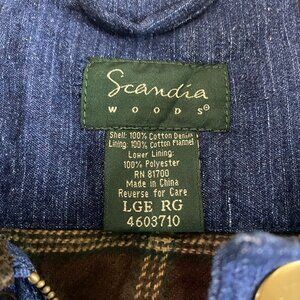 Scandia
WOODS®
Shell: 100% Cotton Denim
Lining: 100% Cotton Flannel
Lower Lining:
100% Polyester
RN 81700
Made in China
Reverse for Care
LGE RG
4603710